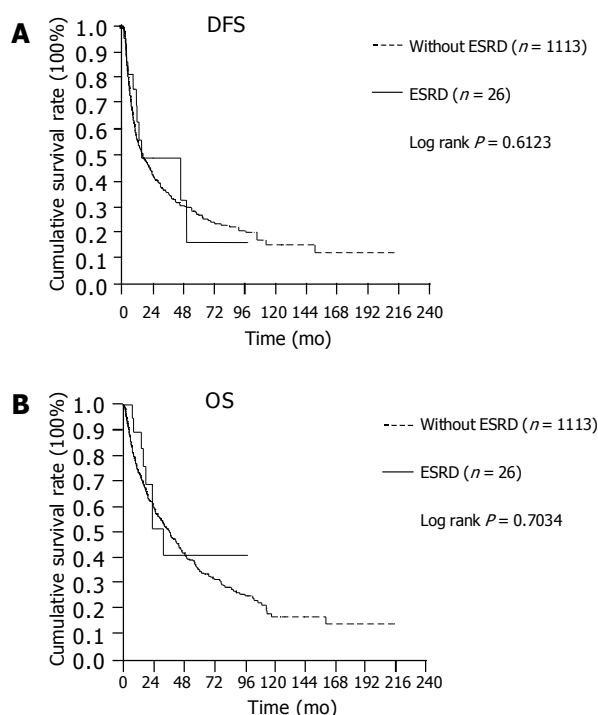 A
DFS
Cumulative survival rate (100%)
1.0
0.9
0.8
0.7
0.6
0.5
0.4
0.3
0.2
0.1
0.0
0 24 48 72 96 120 144 168 192 216 240
Time (mo)
Without ESRD (n = 1113)
ESRD (n = 26)
Log rank P = 0.6123
B
OS
Cumulative survival rate (100%)
1.0
0.9
0.8
0.7
0.6
0.5
0.4
0.3
0.2
0.1
0.0
0 24 48 72 96 120 144 168 192 216 240
Time (mo)
Without ESRD (n = 1113)
ESRD (n = 26)
Log rank P = 0.7034